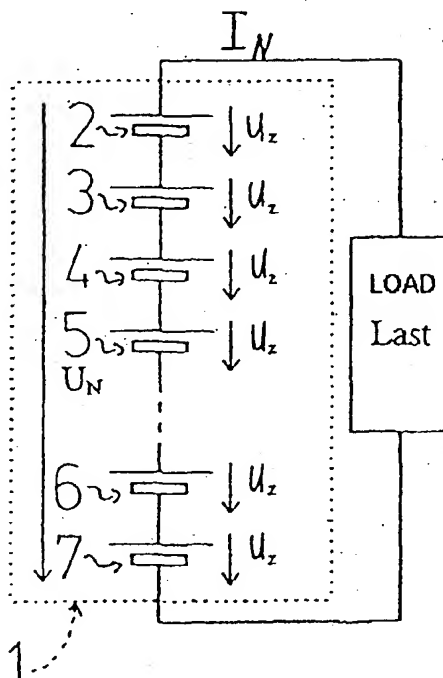 I_N
2 U_z
3 U_z
4 U_z
LOAD
Last
5 U_z
U_N
6 U_z
7 U_z
1